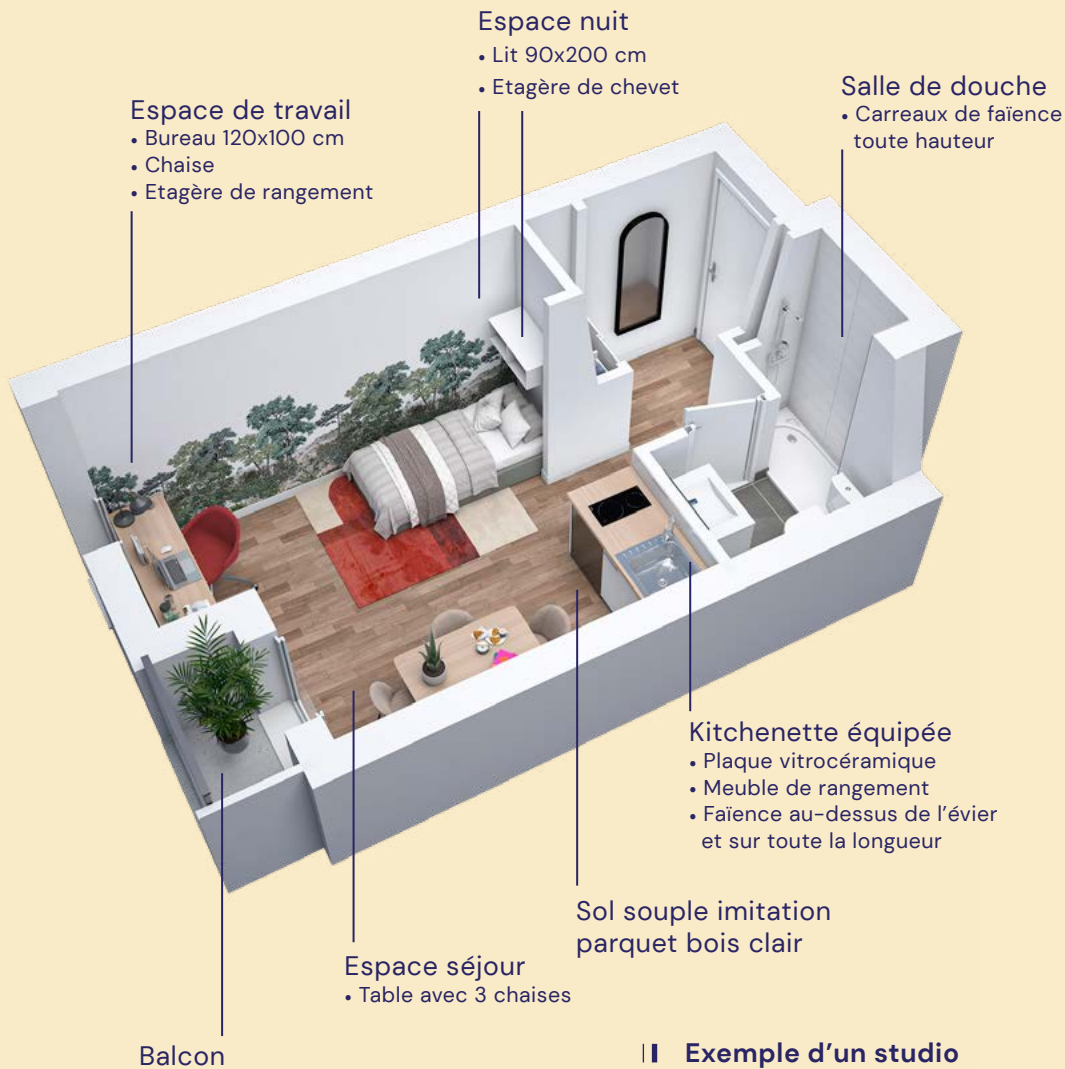 Espace nuit
• Lit 90x200 cm
• Etagère de chevet
Espace de travail
• Bureau 120x100 cm
• Chaise
• Etagère de rangement
Salle de douche
• Carreaux de faïence
toute hauteur
Kitchenette équipée
• Plaque vitrocéramique
• Meuble de rangement
• Faïence au-dessus de l'évier
et sur toute la longueur
Sol souple imitation
parquet bois clair
Espace séjour
• Table avec 3 chaises
Balcon
Exemple d'un studio